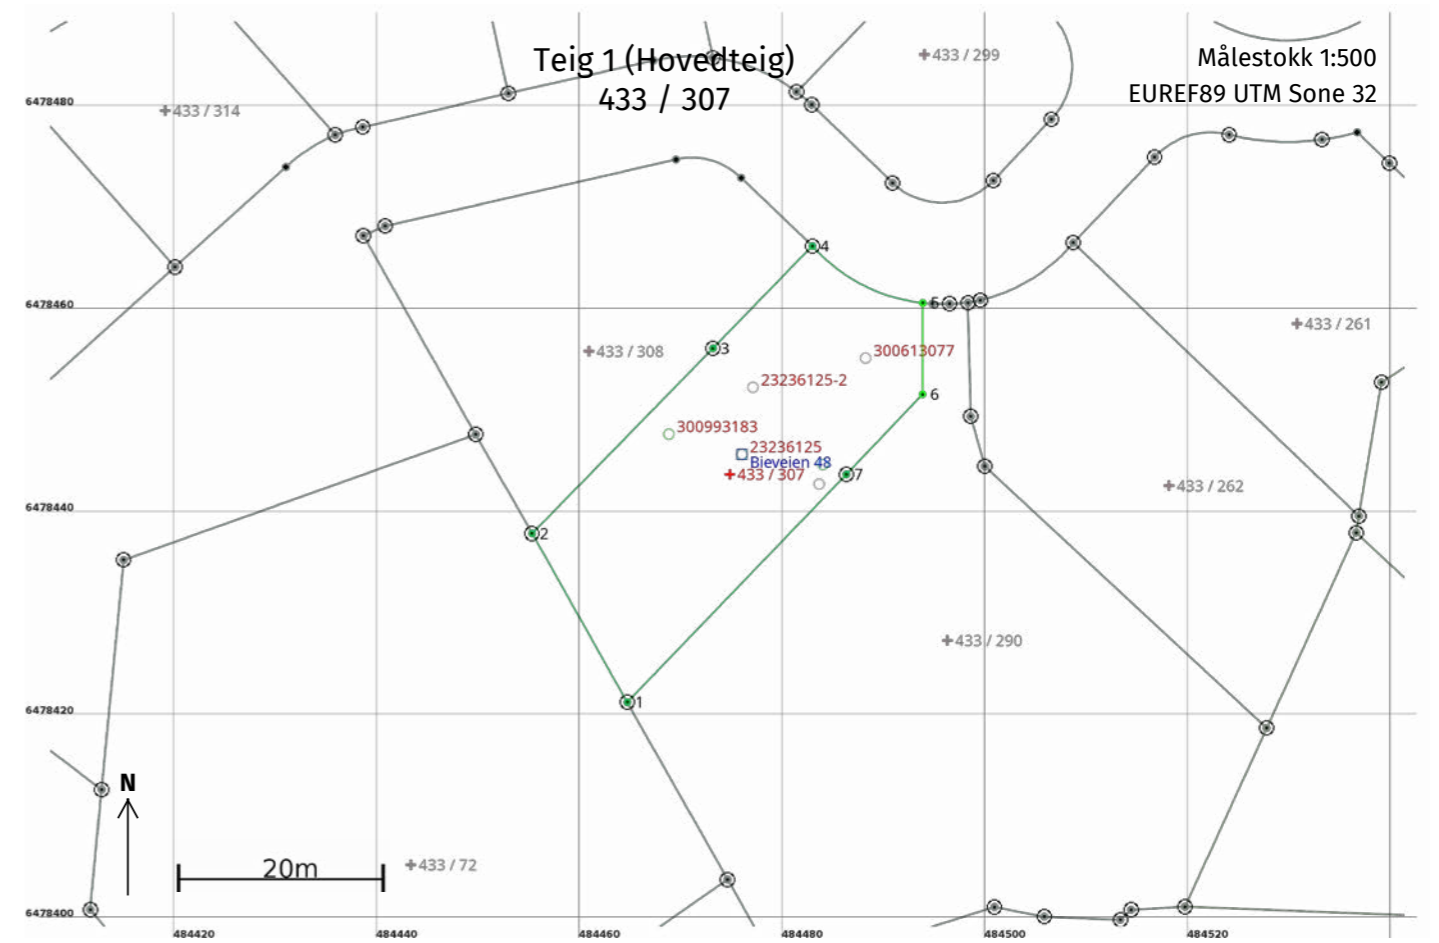 Teig 1 (Hovedteig)
433 / 307
Målestokk 1:500
EUREF89 UTM Sone 32
433 / 299
6478480
433 / 314
4
6478460
5
433 / 261
433 / 308
3
300613077
23236125-2
6
300993183
23236125
Bieveien 48
433 / 307
7
433 / 262
6478440
2
433 / 290
1
6478420
N
20m
433 / 72
6478400
484420
484440
484460
484480
484500
484520